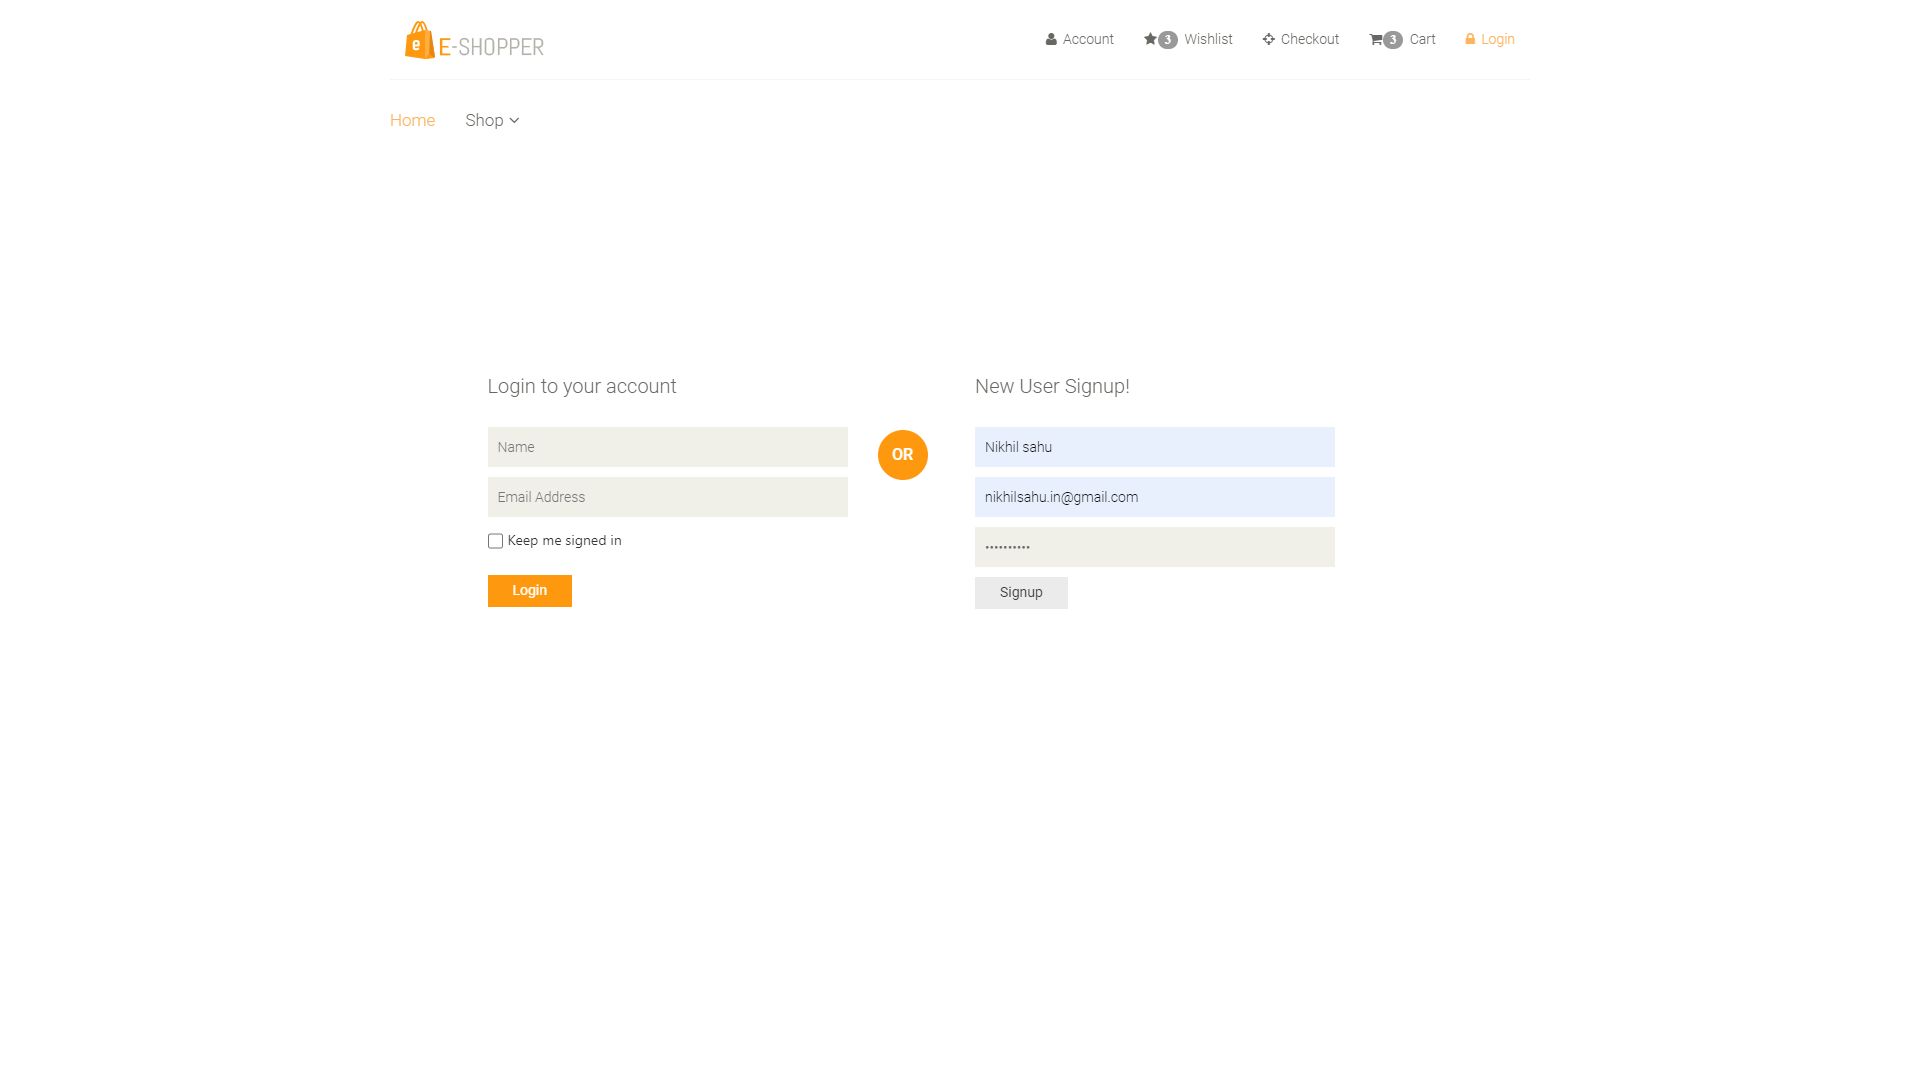 E-SHOPPER
Account
3 Wishlist
Checkout
3 Cart
Login
Home
Shop
Login to your account
Name
Email Address
Keep me signed in
Login
OR
New User Signup!
Nikhil sahu
nikhilsahu.in@gmail.com
••••••••••
Signup